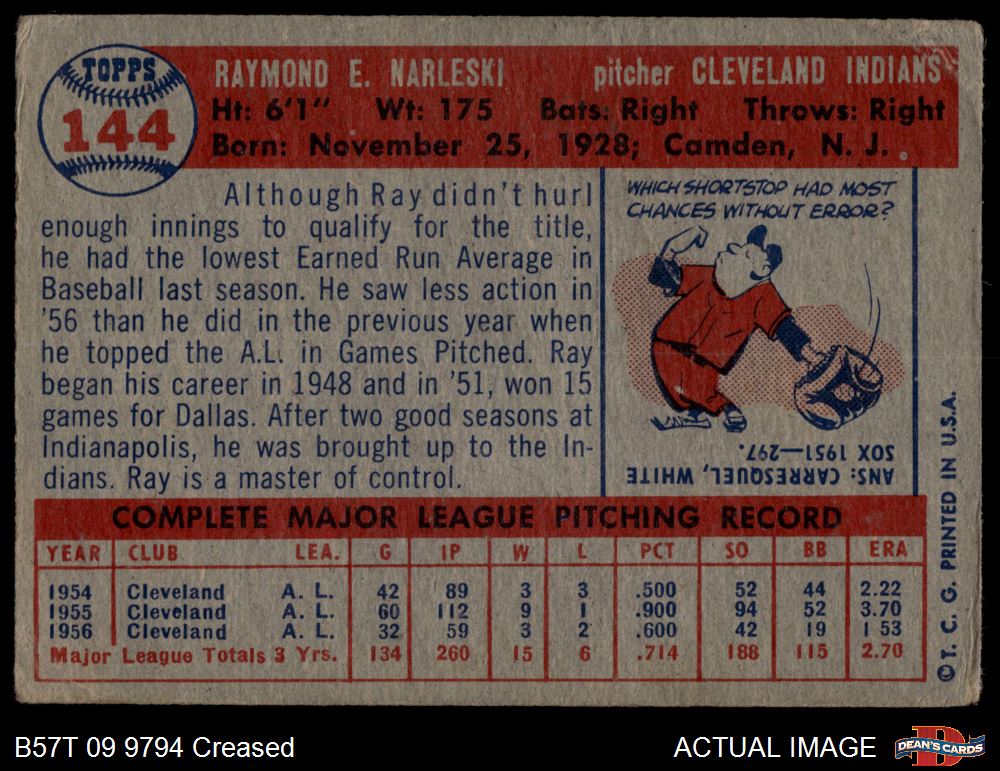 TOPPS
144
RAYMOND E. NARLESKI pitcher CLEVELAND INDIANS
Ht: 6'1" Wt: 175 Bats: Right Throws: Right
Born: November 25, 1928; Camden, N. J.
Although Ray didn't hurl
enough innings to qualify for the title,
he had the lowest Earned Run Average in
Baseball last season. He saw less action in
'56 than he did in the previous year when
he topped the A.L. in Games Pitched. Ray
began his career in 1948 and in '51, won 15
games for Dallas. After two good seasons at
Indianapolis, he was brought up to the In-
dians. Ray is a master of control.
WHICH SHORTSTOP HAD MOST
CHANCES WITHOUT ERROR?
ANS: CARRESQUEL, WHITE
SOX 1951—297.
COMPLETE MAJOR LEAGUE PITCHING RECORD
YEAR CLUB LEA. G IP W L PCT SO BB ERA
1954 Cleveland A. L. 42 89 3 3 .500 52 44 2.22
1955 Cleveland A. L. 60 112 9 1 .900 94 52 3.70
1956 Cleveland A. L. 32 59 3 2 .600 42 19 1 53
Major League Totals 3 Yrs. 134 260 15 6 .714 188 115 2.70
© T. C. G. PRINTED IN U.S.A.
B57T 09 9794 Creased
ACTUAL IMAGE
D
DEAN'S CARDS